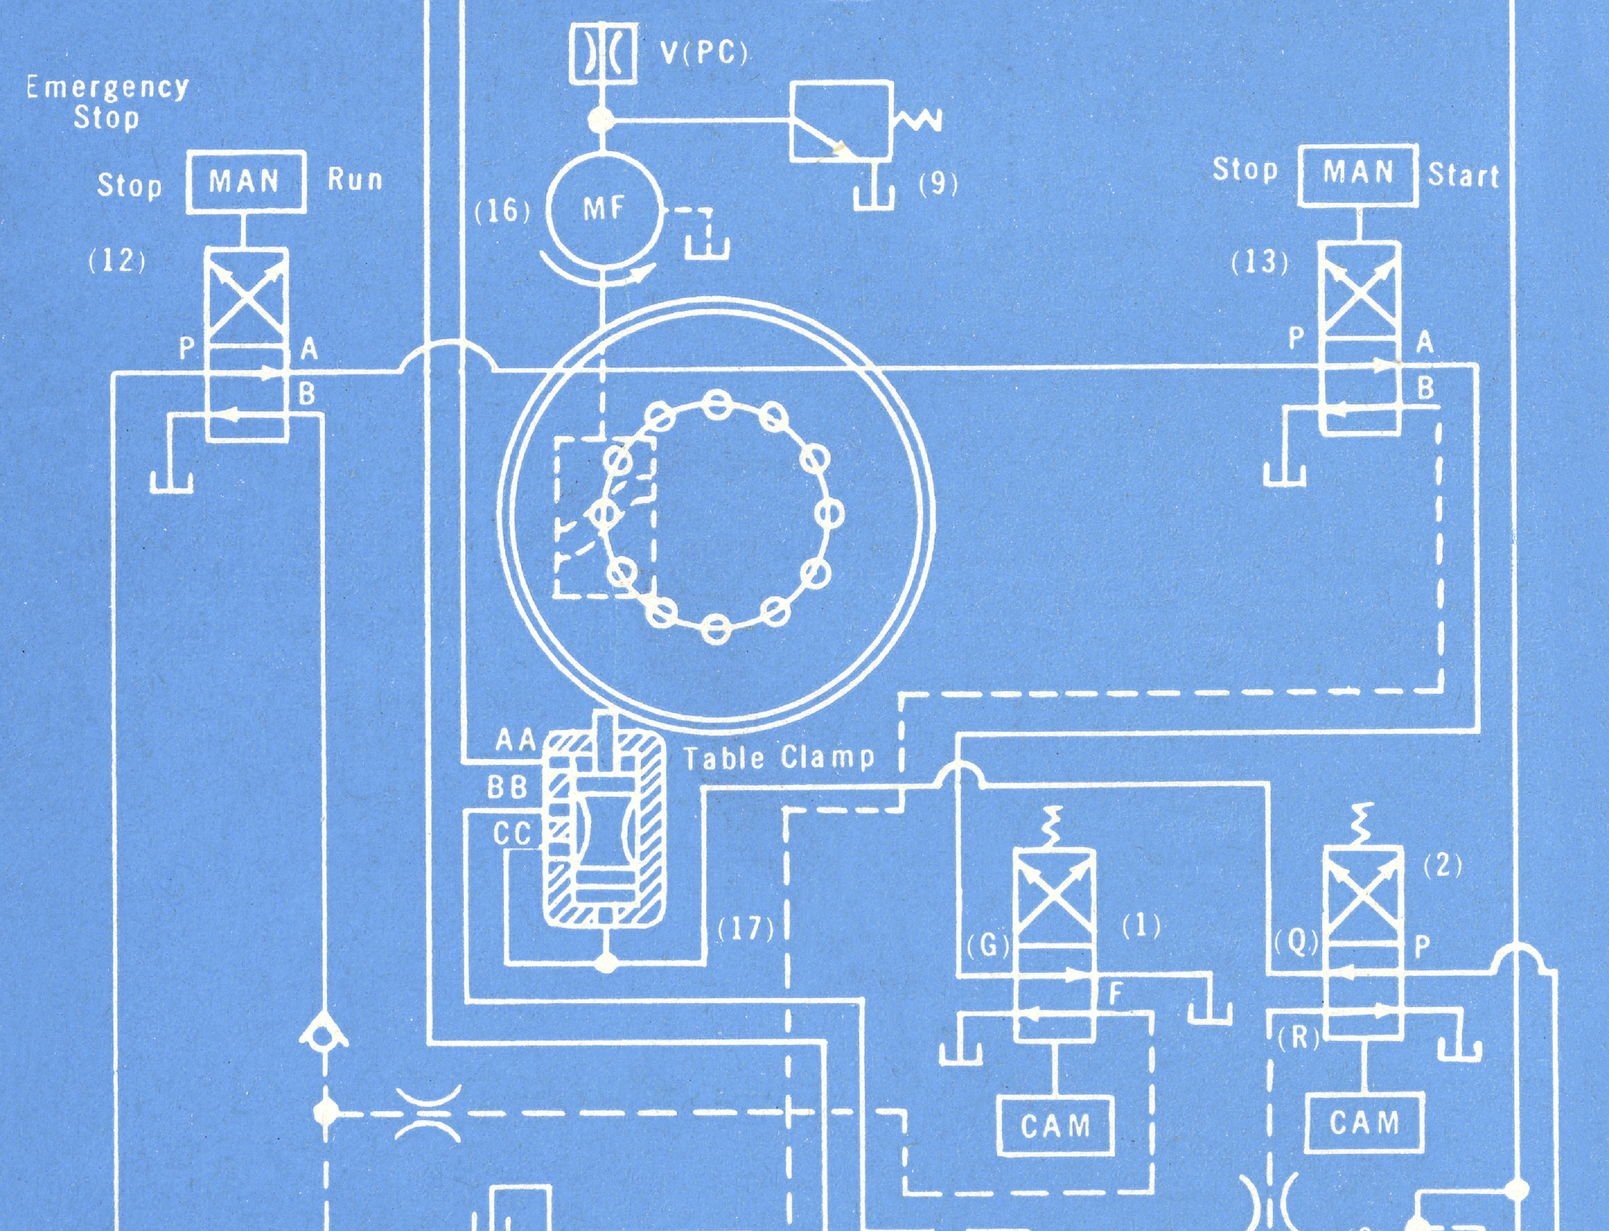 V(PC)
Emergency
Stop
Stop
MAN
Run
(16)
MF
(9)
Stop
MAN
Start
(12)
(13)
P
A
B
P
A
B
AA
BB
CC
Table Clamp
(17)
(G)
(1)
F
(Q)
(2)
P
(R)
CAM
CAM